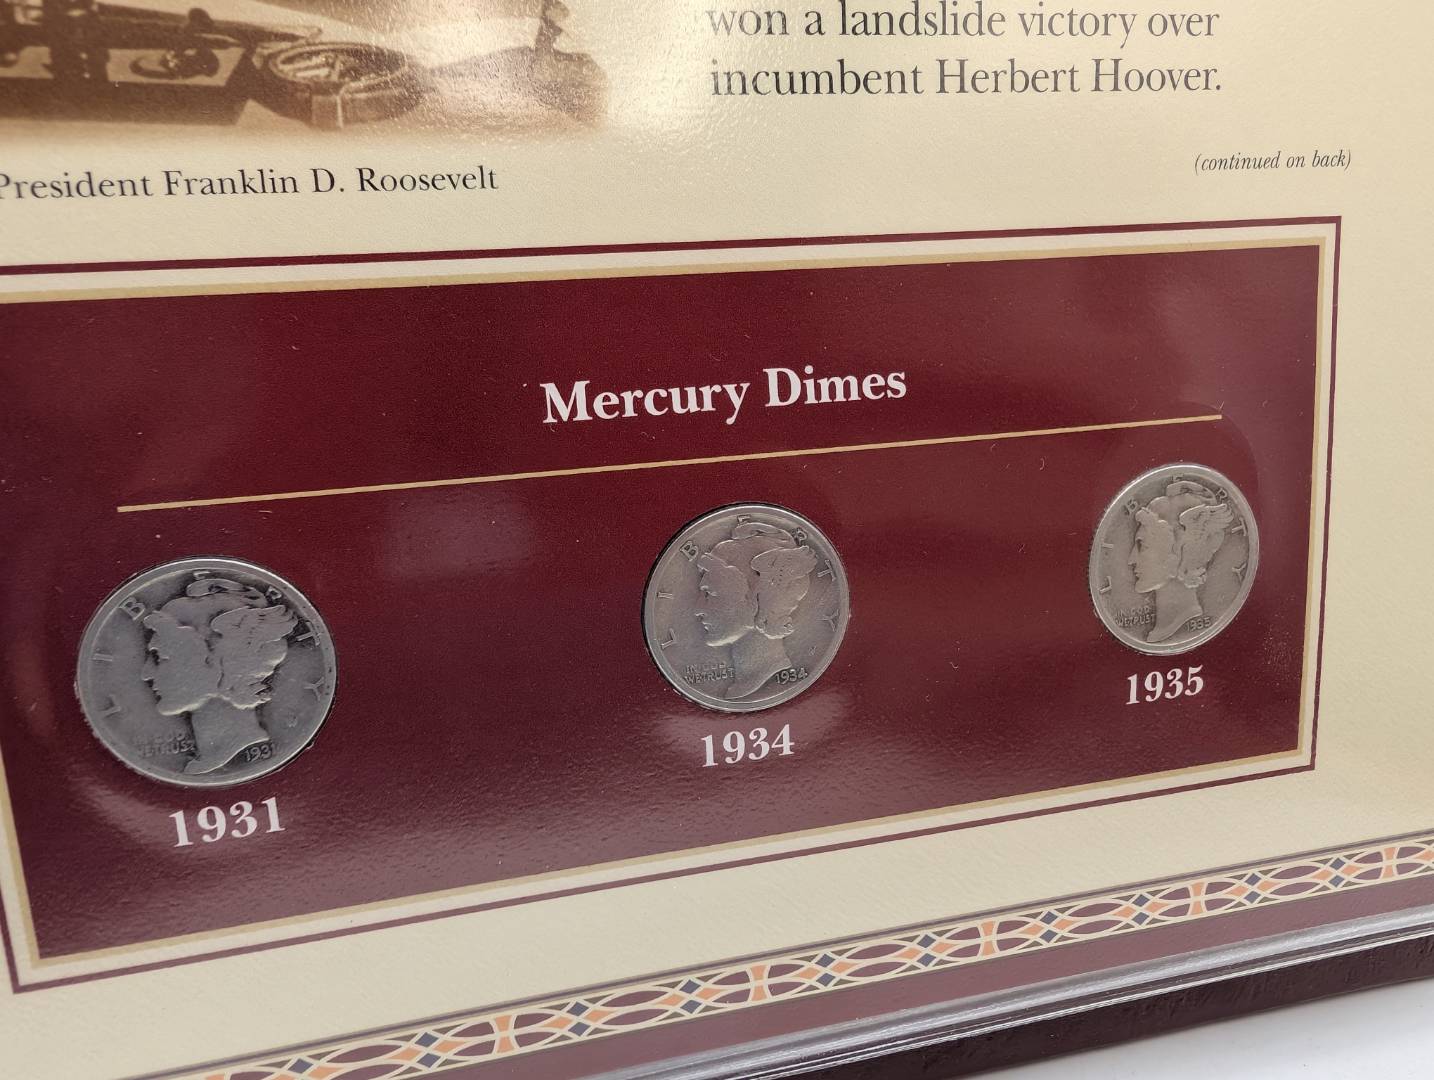 won a landslide victory over
incumbent Herbert Hoover.
(continued on back)
President Franklin D. Roosevelt
Mercury Dimes
LIBERTY
IN GOD
WE TRUST
1931
1931
LIBERTY
IN GOD
WE TRUST
1934
1934
LIBERTY
IN GOD
WE TRUST
1935
1935